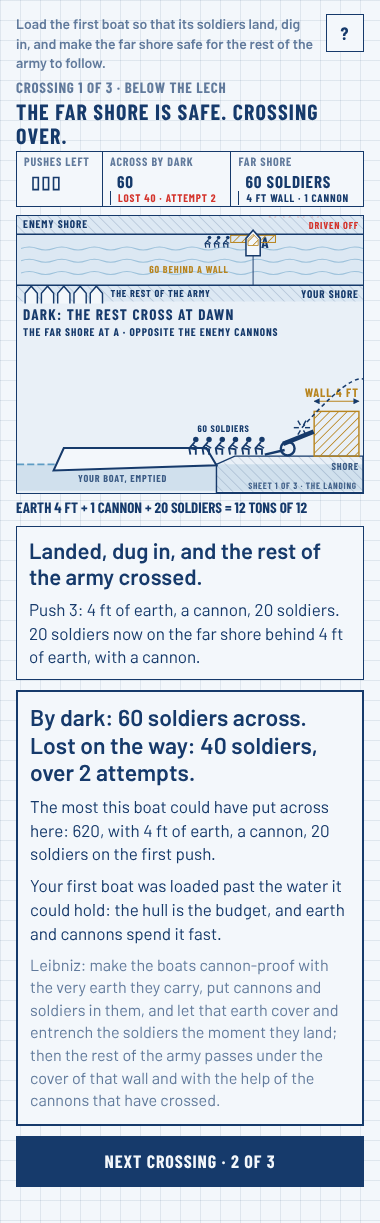 Load the first boat so that its soldiers land, dig
in, and make the far shore safe for the rest of the
army to follow.
?
CROSSING 1 OF 3 · BELOW THE LECH
THE FAR SHORE IS SAFE. CROSSING
OVER.
PUSHES LEFT
ACROSS BY DARK
60
LOST 40 · ATTEMPT 2
FAR SHORE
60 SOLDIERS
4 FT WALL · 1 CANNON
ENEMY SHORE
DRIVEN OFF
A
60 BEHIND A WALL
THE REST OF THE ARMY
YOUR SHORE
DARK: THE REST CROSS AT DAWN
THE FAR SHORE AT A · OPPOSITE THE ENEMY CANNONS
WALL 4 FT
60 SOLDIERS
SHORE
YOUR BOAT, EMPTIED
SHEET 1 OF 3 · THE LANDING
EARTH 4 FT + 1 CANNON + 20 SOLDIERS = 12 TONS OF 12
Landed, dug in, and the rest of
the army crossed.
Push 3: 4 ft of earth, a cannon, 20 soldiers.
20 soldiers now on the far shore behind 4 ft
of earth, with a cannon.
By dark: 60 soldiers across.
Lost on the way: 40 soldiers,
over 2 attempts.
The most this boat could have put across
here: 620, with 4 ft of earth, a cannon, 20
soldiers on the first push.
Your first boat was loaded past the water it
could hold: the hull is the budget, and earth
and cannons spend it fast.
Leibniz: make the boats cannon-proof with
the very earth they carry, put cannons and
soldiers in them, and let that earth cover and
entrench the soldiers the moment they land;
then the rest of the army passes under the
cover of that wall and with the help of the
cannons that have crossed.
NEXT CROSSING · 2 OF 3